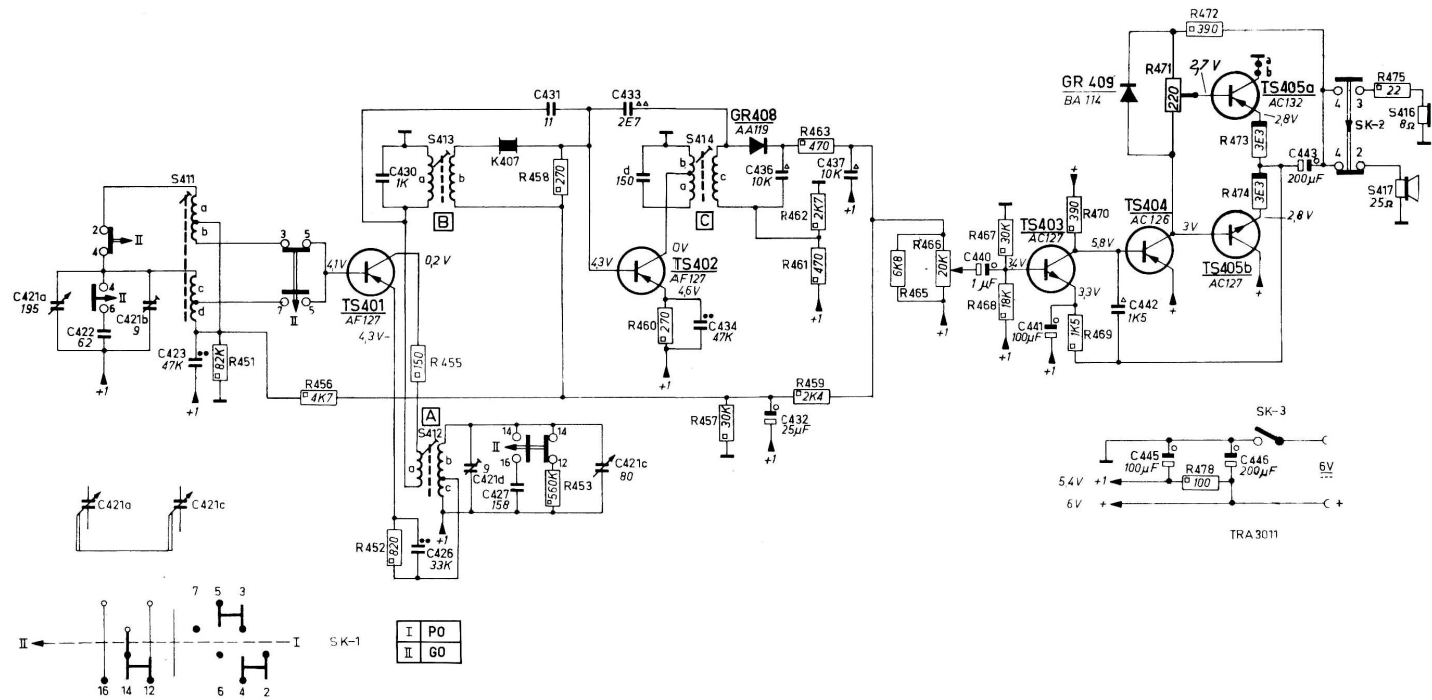 R472
390
GR 409
BA 114
R471
220
2,7 V
a
b
TS405a
AC132
2,8V
R473
3E3
R475
22
4 3
SK-2
S416
8Ω
4 2
C443
200µF
R474
3E3
2,8V
S417
25Ω
TS405b
AC127
3V
TS404
AC126
5,8V
R470
390
TS403
AC127
3,3V
C442
1K5
R469
1K5
C441
100µF
+1
R467
30K
R468
18K
+1
3,4V
C440
1 µF
R466
20K
R465
6K8
+1
C431
11
C433
2E7
GR408
AA119
R463
470
C436
10K
C437
10K
+1
R462
2K7
R461
470
+1
S414
d
150
b
a
c
C
0V
TS402
AF127
4,3V
4,6V
R460
270
C434
47K
+1
S413
C430
1K
a
b
B
K407
R458
270
4,1V
0,2 V
TS401
AF127
4,3V-
R 455
150
S411
a
b
c
d
2
4
II
4
6
II
3 5
7 5
II
C421a
195
C422
62
C421b
9
+1
C423
47K
+1
R451
82K
R456
4K7
R459
2K4
R457
30K
C432
25µF
+1
A
S412
a
b
c
9
C421d
+1
II
14
16
14
12
C427
158
R453
560K
C421c
80
R452
820
C426
33K
SK-3
C445
100µF
C446
200µF
R478
100
5,4V +1
6V +
6V
+
TRA3011
C421a
C421c
7 5 3
II
I
SK-1
16 14 12 6 4 2
I PO
II GO